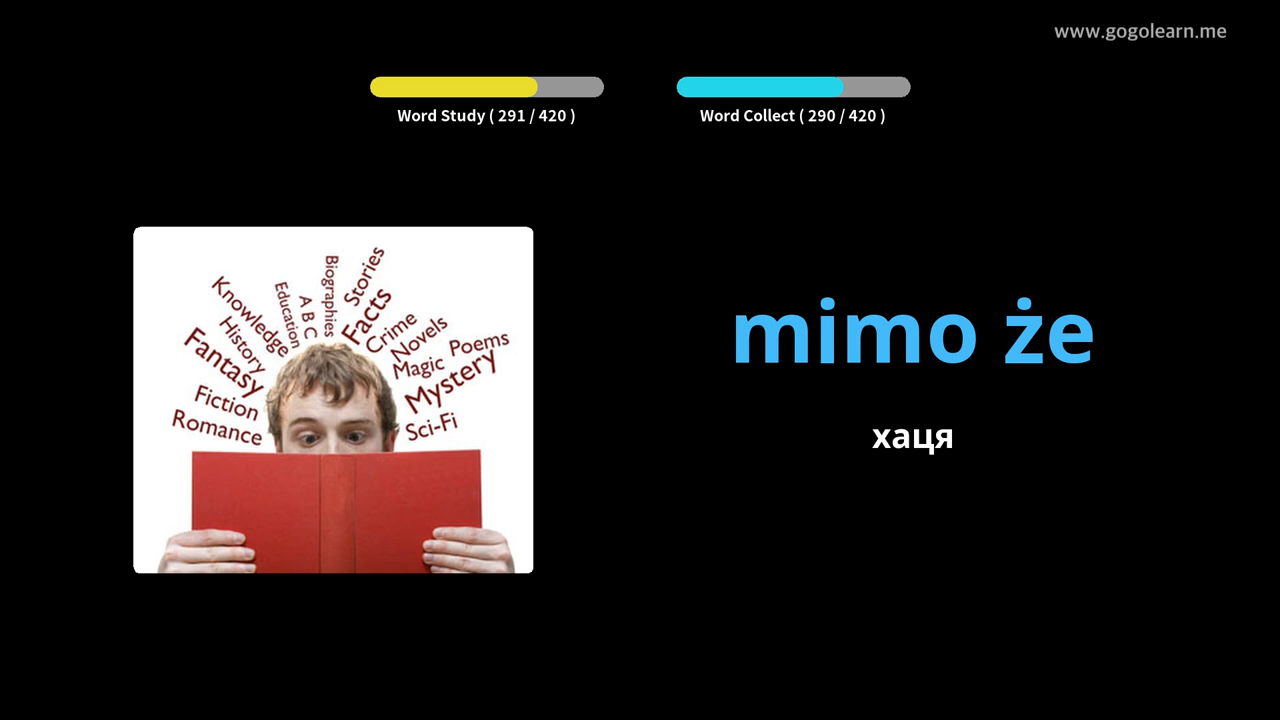 www.gogolearn.me
Word Study ( 291 / 420 )
Word Collect ( 290 / 420 )
mimo że
хаця
Biographies
Stories
Education
A B C
Facts
Knowledge
History
Crime
Novels
Poems
Fantasy
Magic
Mystery
Fiction
Romance
Sci-Fi